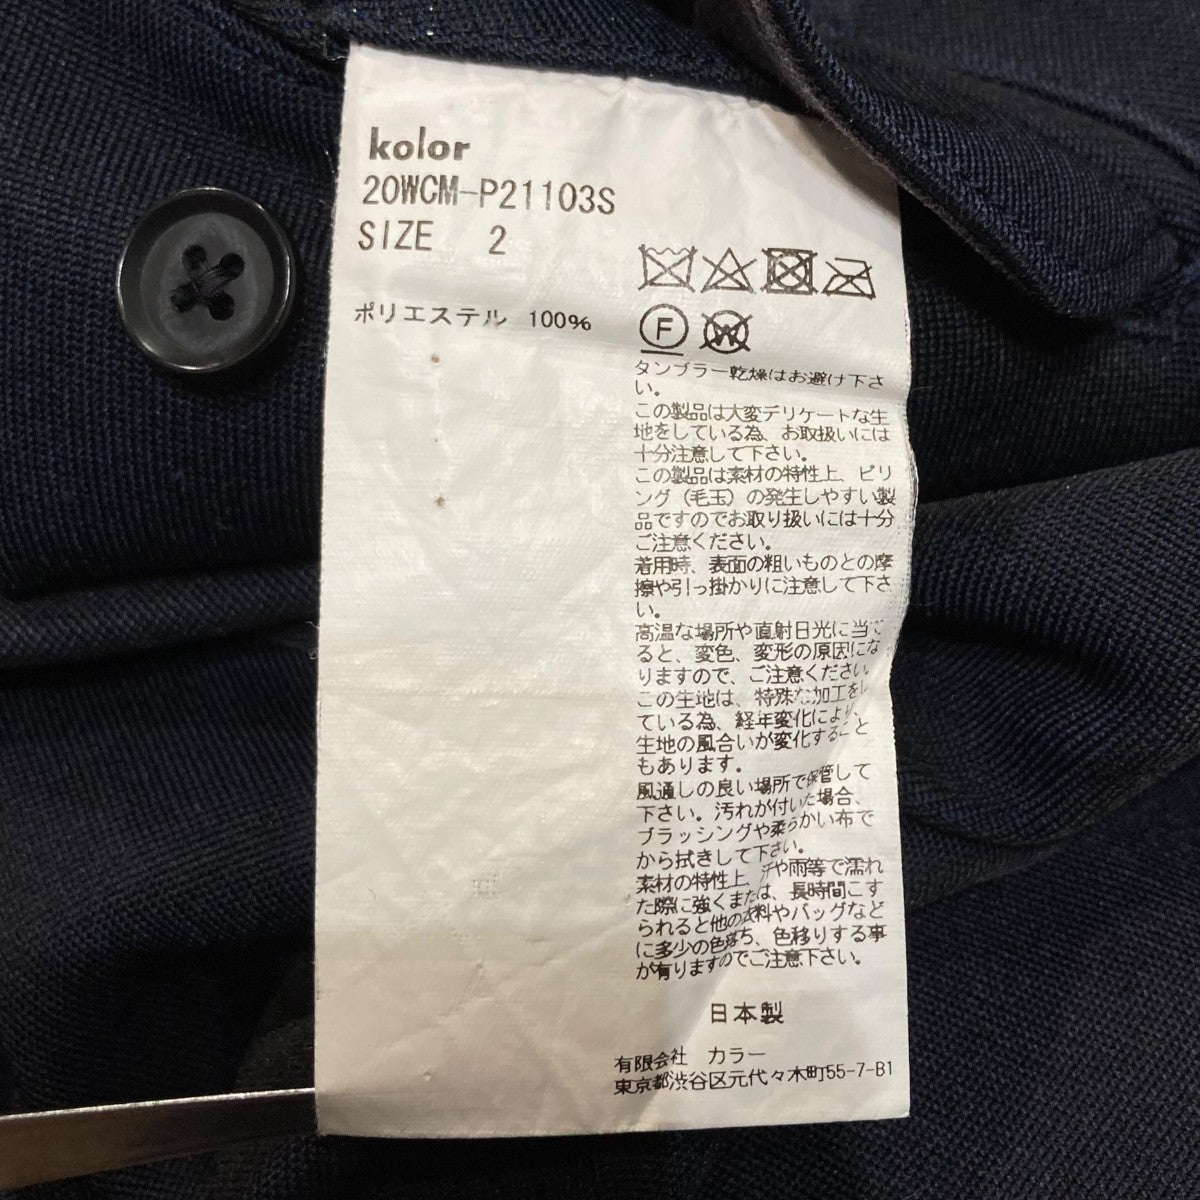 kolor
20WCM-P21103S
SIZE 2
ポリエステル 100%
F
W
タンブラー乾燥はお避け下さ
い。
この製品は大変デリケートな生
地をしている為、お取扱いには
十分注意して下さい。
この製品は素材の特性上、ピリ
ング（毛玉）の発生しやすい製
品ですのでお取り扱いには十分
ご注意ください。
着用時、表面の粗いものとの摩
擦や引っ掛かりに注意して下さ
い。
高温な場所や直射日光に当て
ると、変色、変形の原因にな
りますので、ご注意ください。
この生地は、特殊な加工をし
ている為、経年変化により、
生地の風合いが変化すること
もあります。
風通しの良い場所で保管して
下さい。汚れが付いた場合、
ブラッシングや柔らかい布で
から拭きして下さい。
素材の特性上、汗や雨等で濡れ
た際に強くまたは、長時間こす
られると他の衣料やバッグなど
に多少の色落ち、色移りする事
が有りますのでご注意下さい。
日本製
有限会社 カラー
東京都渋谷区元代々木町55-7-B1